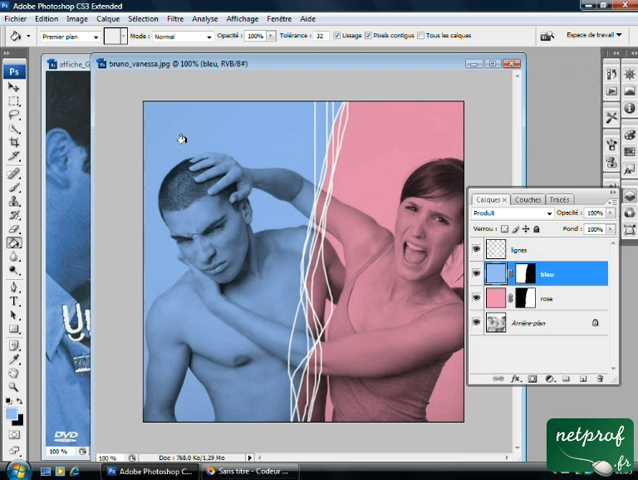 Adobe Photoshop CS3 Extended
Fichier Edition Image Calque Sélection Filtre Analyse Affichage Fenêtre Aide
Premier plan Mode: Normal Opacité: 100% Tolérance: 32 Lissage Pixels contigus Tous les calques Espace de travail
Ps affiche_G
bruno_vanessa.jpg @ 100% (bleu, RVB/8#)
Calques Couches Tracés
Produit Opacité: 100%
Verrou: Fond: 100%
lignes
bleu
rose
Arrière-plan
DVD
100 %
100 % Doc : 768,0 Ko/1,29 Mo
Adobe Photoshop C... Sans titre - Codeur ...
netprof
.fr